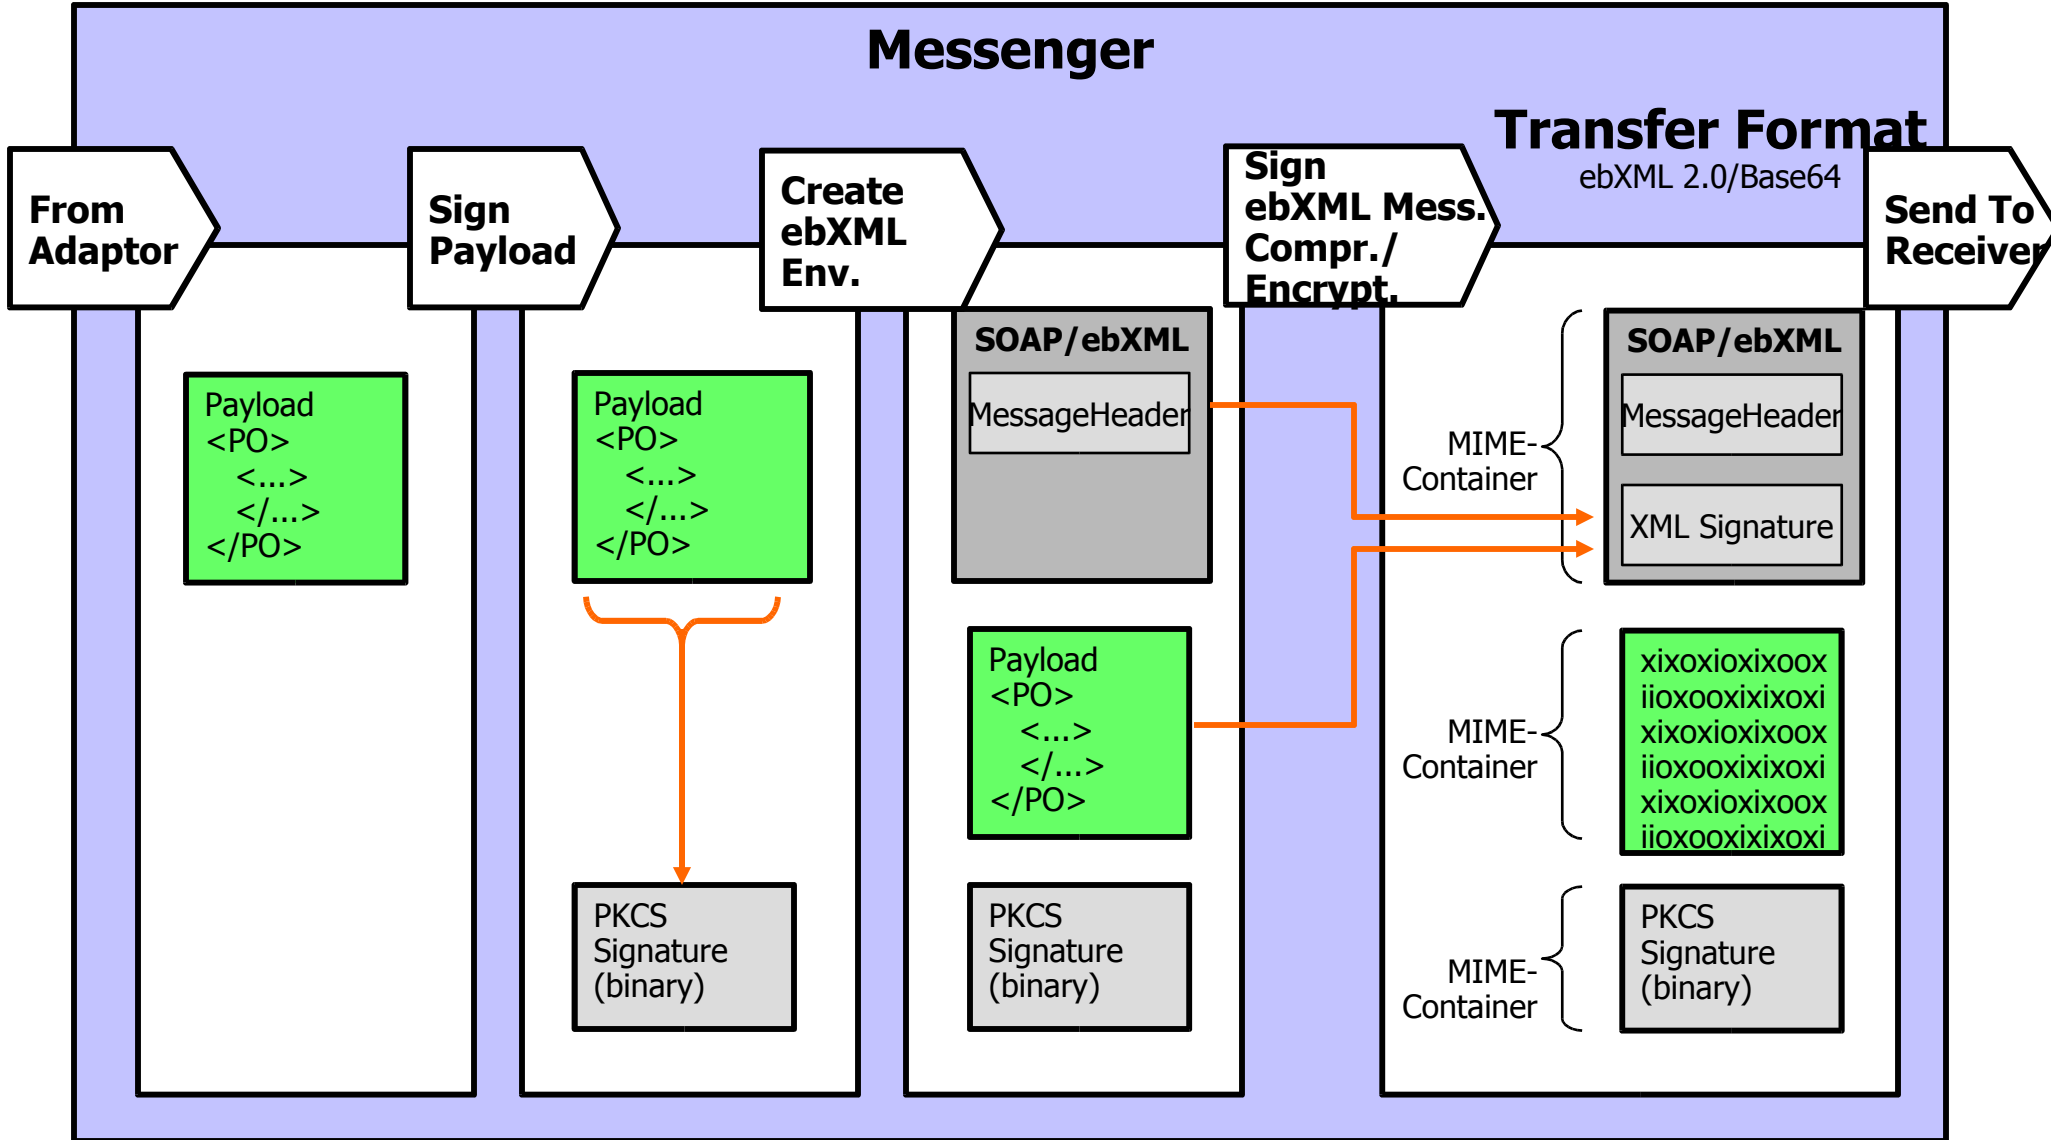 Messenger
Transfer Format
ebXML 2.0/Base64
From
Adaptor
Sign
Payload
Create
ebXML
Env.
Sign
ebXML Mess.
Compr./
Encrypt.
Send To
Receiver
Payload
<PO>
<...>
</...>
</PO>
Payload
<PO>
<...>
</...>
</PO>
PKCS
Signature
(binary)
SOAP/ebXML
MessageHeader
Payload
<PO>
<...>
</...>
</PO>
PKCS
Signature
(binary)
MIME-
Container
SOAP/ebXML
MessageHeader
XML Signature
MIME-
Container
xixoxioxixoox
iioxooxixixoxi
xixoxioxixoox
iioxooxixixoxi
xixoxioxixoox
iioxooxixixoxi
MIME-
Container
PKCS
Signature
(binary)